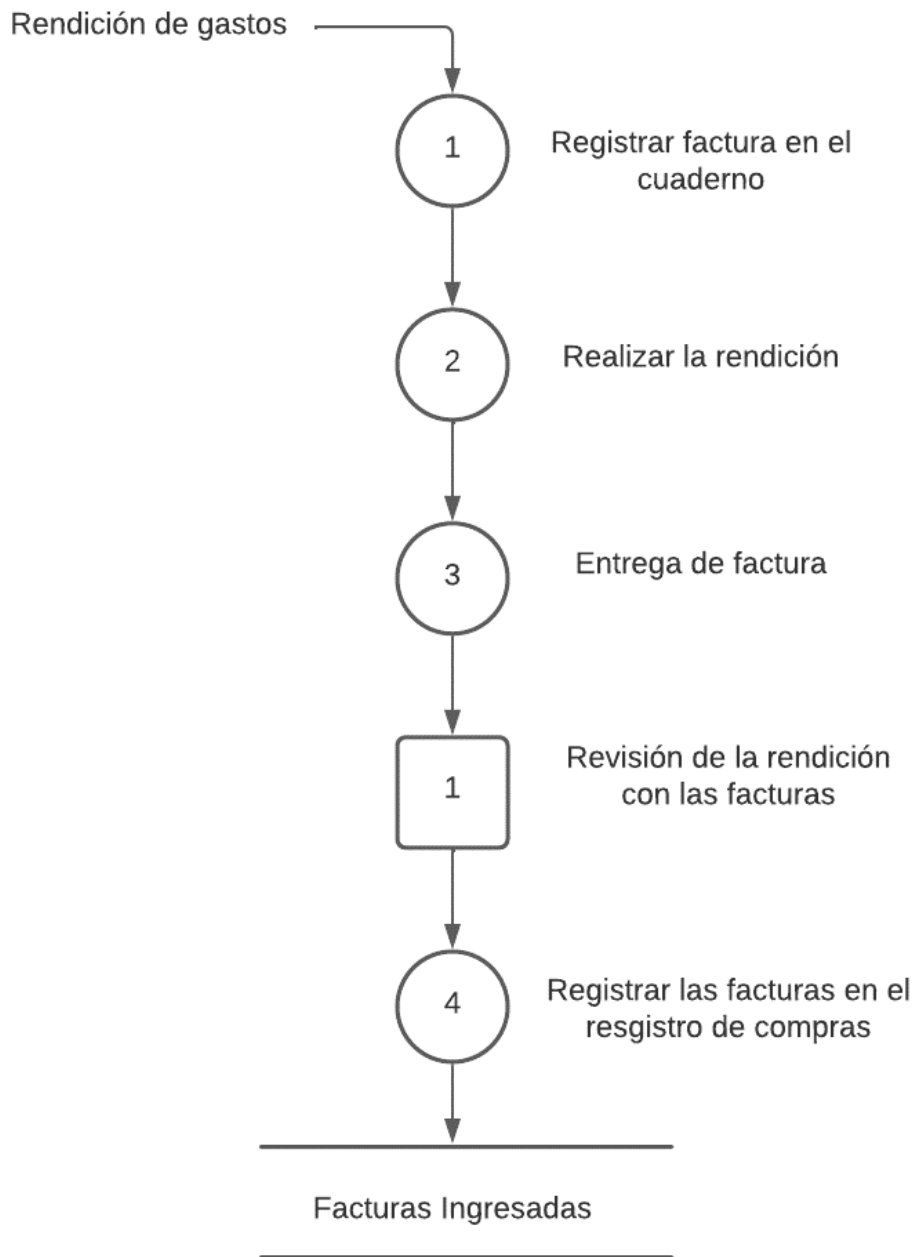 Rendición de gastos
1
Registrar factura en el
cuaderno
2
Realizar la rendición
3
Entrega de factura
1
Revisión de la rendición
con las facturas
4
Registrar las facturas en el
resgistro de compras
Facturas Ingresadas